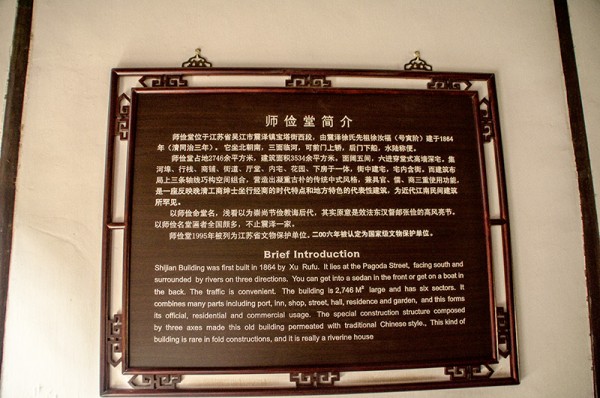 师俭堂简介
师俭堂位于江苏省吴江市震泽镇宝塔街西段，由震泽徐氏先祖徐汝福（号寅阶）建于1864
年（清同治三年）。它坐北朝南，三面临河，可前门上轿，后门下船，水陆称便。
师俭堂占地2746余平方米，建筑面积3534余平方米，面阔五间，六进穿堂式高墙深宅。集
河埠、行栈、商铺、街道、厅堂、内宅、花园、下房于一体，街中建宅，宅内含街。而建筑布
局上三条轴线巧构空间组合，营造出凝重古朴的传统中式风格，兼具官、儒、商三重使用功能，
是一座反映晚清工商绅士坐行经商的时代特点和地方特色的代表性建筑，为近代江南民间建筑
所罕见。
以师俭命堂名，浅看以为崇尚节俭教诲后代，其实原意是效法东汉督邮张俭的高风亮节。
以师俭名堂遍者全国颇多，不止震泽一家。
师俭堂1995年被列为江苏省文物保护单位。二〇〇六年被认定为国家级文物保护单位。
Brief Introduction
Shijian Building was first built in 1864 by Xu Rufu. It lies at the Pagoda Street, facing south and
surrounded by rivers on three directions. You can get into a sedan in the front or get on a boat in
the back. The traffic is convenient. The building is 2,746 M² large and has six sectors. It
combines many parts including port, inn, shop, street, hall, residence and garden, and this forms
its official, residential and commercial usage. The special construction structure composed
by three axes made this old building permeated with traditional Chinese style., This kind of
building is rare in fold constructions, and it is really a riverine house